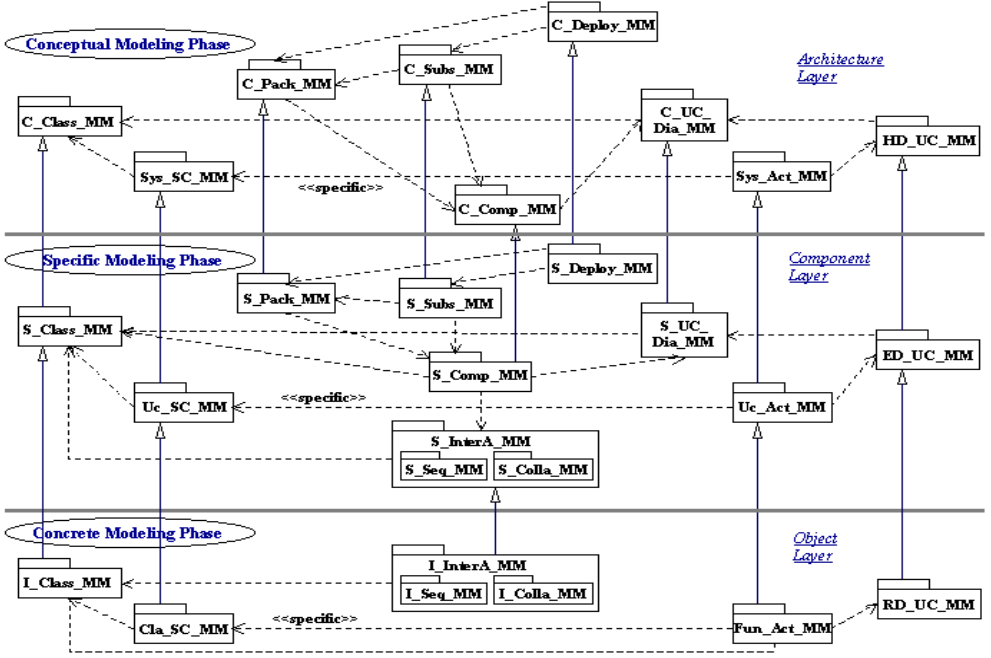 C_Deploy_MM
Conceptual Modeling Phase
C_Subs_MM
Architecture
Layer
C_Pack_MM
C_Class_MM
C_UC_
Dia_MM
HD_UC_MM
Sys_SC_MM
<<specific>>
Sys_Act_MM
C_Comp_MM
Specific Modeling Phase
S_Deploy_MM
Component
Layer
S_Pack_MM
S_Subs_MM
S_Class_MM
S_UC_
Dia_MM
ED_UC_MM
S_Comp_MM
Uc_SC_MM
<<specific>>
Uc_Act_MM
S_InterA_MM
S_Seq_MM
S_Colla_MM
Concrete Modeling Phase
Object
Layer
I_InterA_MM
I_Class_MM
I_Seq_MM
I_Colla_MM
RD_UC_MM
Cla_SC_MM
<<specific>>
Fun_Act_MM